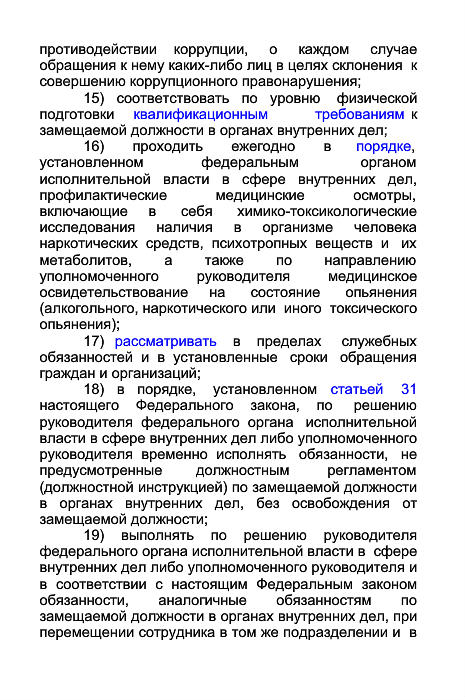 противодействии коррупции, о каждом случае
обращения к нему каких-либо лиц в целях склонения к
совершению коррупционного правонарушения;
15) соответствовать по уровню физической
подготовки квалификационным требованиям к
замещаемой должности в органах внутренних дел;
16) проходить ежегодно в порядке,
установленном федеральным органом
исполнительной власти в сфере внутренних дел,
профилактические медицинские осмотры,
включающие в себя химико-токсикологические
исследования наличия в организме человека
наркотических средств, психотропных веществ и их
метаболитов, а также по направлению
уполномоченного руководителя медицинское
освидетельствование на состояние опьянения
(алкогольного, наркотического или иного токсического
опьянения);
17) рассматривать в пределах служебных
обязанностей и в установленные сроки обращения
граждан и организаций;
18) в порядке, установленном статьей 31
настоящего Федерального закона, по решению
руководителя федерального органа исполнительной
власти в сфере внутренних дел либо уполномоченного
руководителя временно исполнять обязанности, не
предусмотренные должностным регламентом
(должностной инструкцией) по замещаемой должности
в органах внутренних дел, без освобождения от
замещаемой должности;
19) выполнять по решению руководителя
федерального органа исполнительной власти в сфере
внутренних дел либо уполномоченного руководителя и
в соответствии с настоящим Федеральным законом
обязанности, аналогичные обязанностям по
замещаемой должности в органах внутренних дел, при
перемещении сотрудника в том же подразделении и в